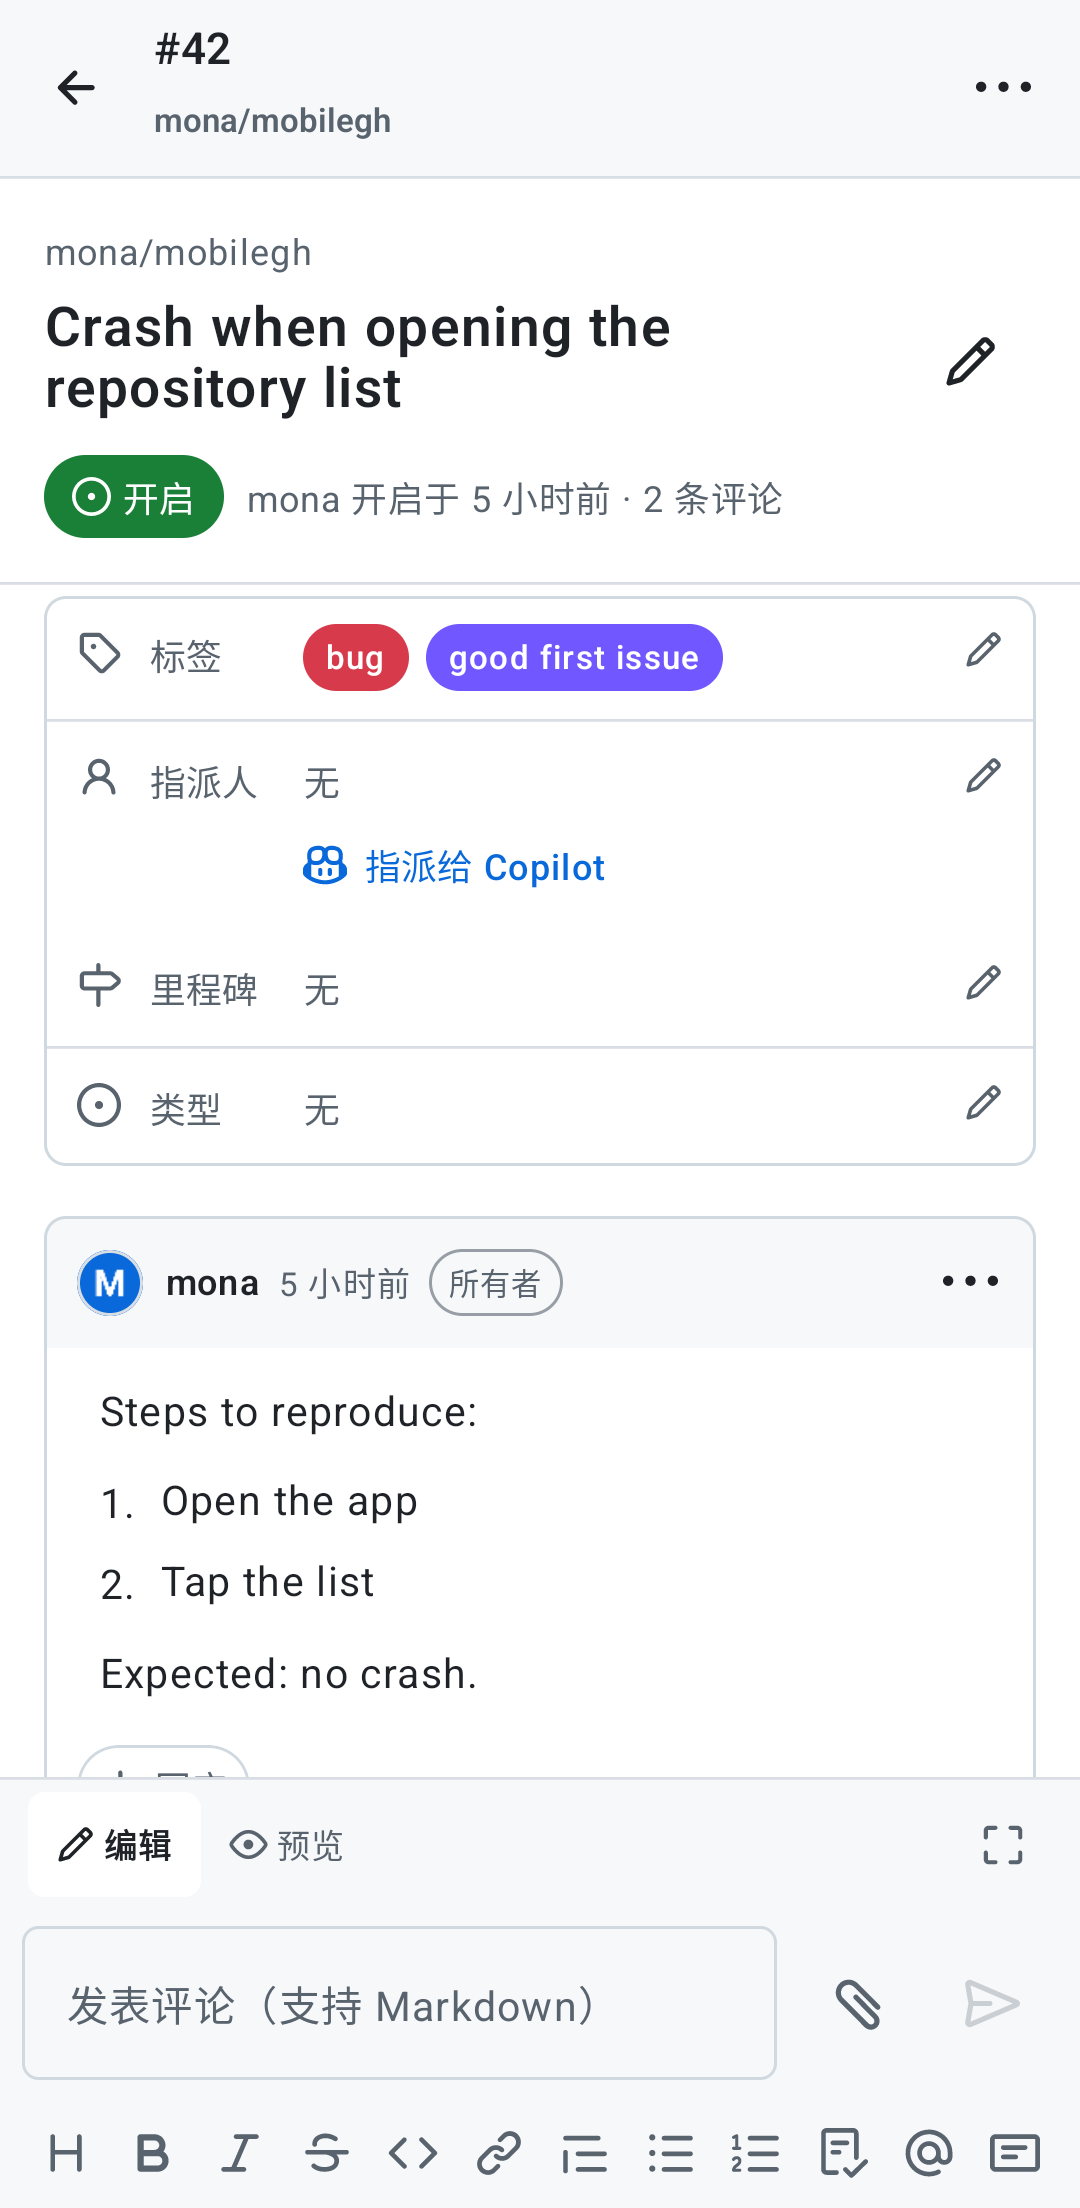 #42
mona/mobilegh
mona/mobilegh
Crash when opening the
repository list
开启
mona 开启于 5 小时前 · 2 条评论
标签
bug
good first issue
指派人
无
指派给 Copilot
里程碑
无
类型
无
M
mona 5 小时前
所有者
Steps to reproduce:
1. Open the app
2. Tap the list
Expected: no crash.
编辑
预览
发表评论（支持 Markdown）